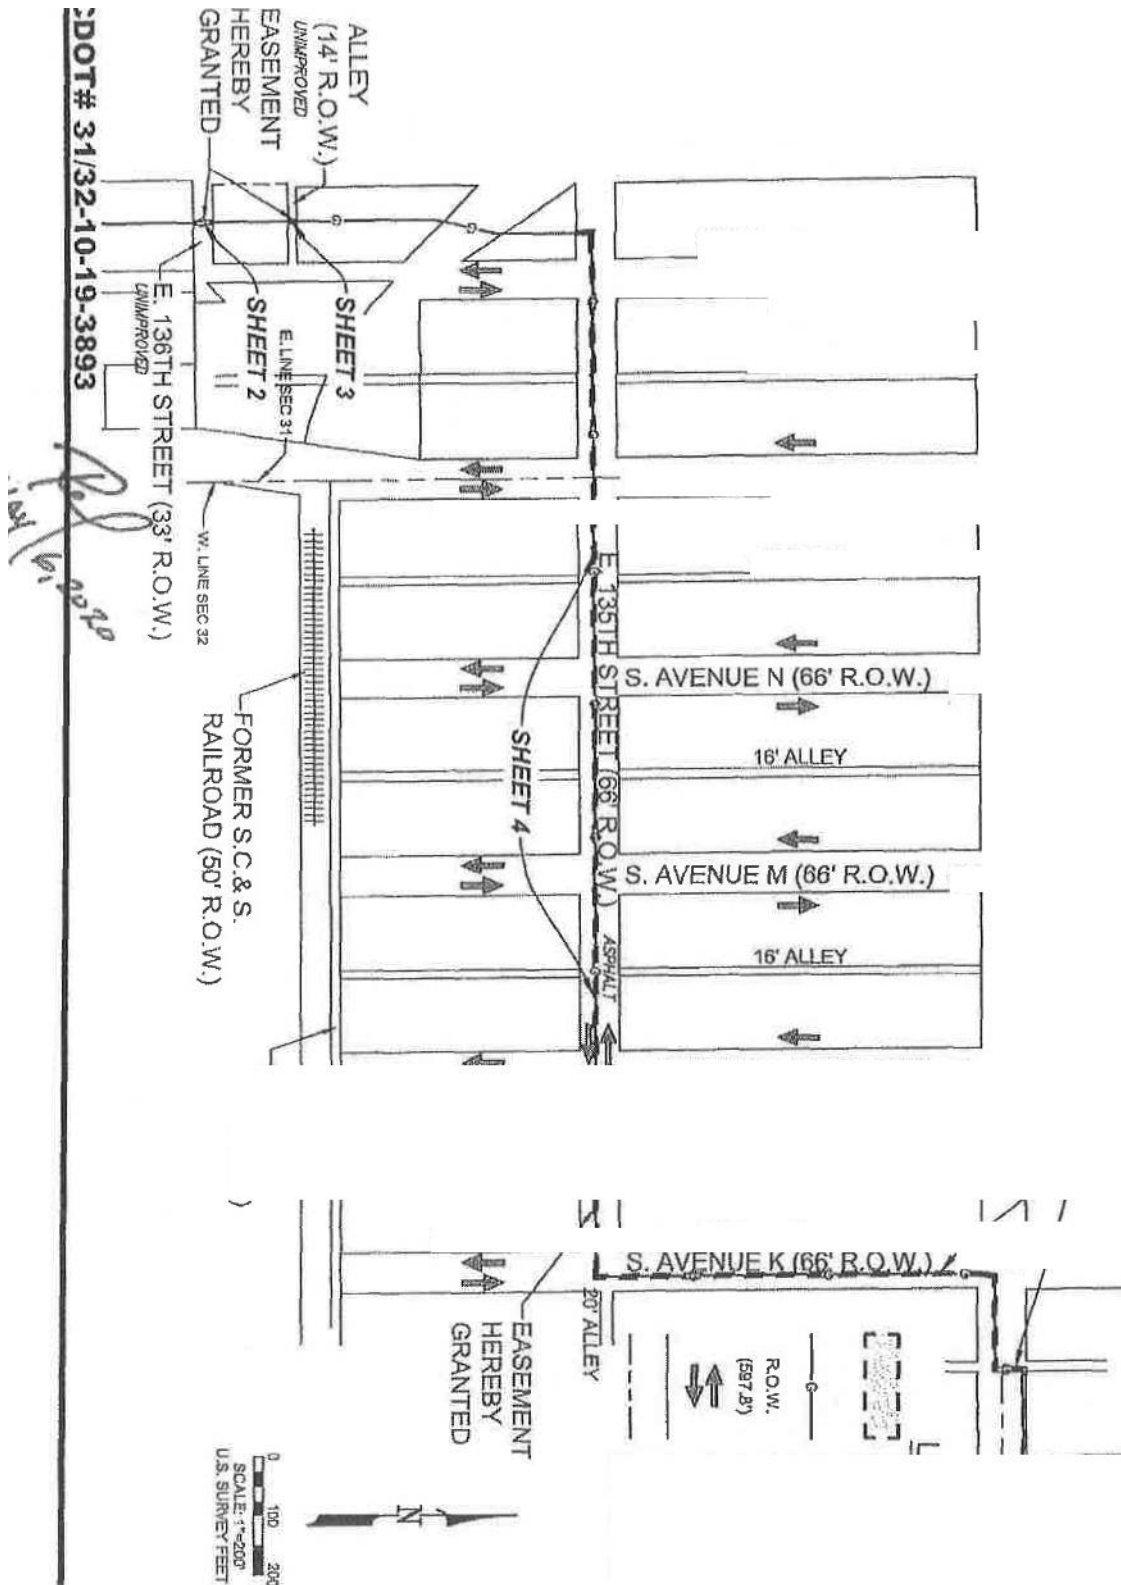 ALLEY
(14' R.O.W.)
UNIMPROVED
EASEMENT
HEREBY
GRANTED
SHEET 3
SHEET 2
E. LINE SEC 31
E. 136TH STREET (33' R.O.W.)
UNIMPROVED
W. LINE SEC 32
CDOT# 31/32-10-19-3893
E. 135TH STREET (66' R.O.W.)
ASPHALT
SHEET 4
S. AVENUE N (66' R.O.W.)
16' ALLEY
S. AVENUE M (66' R.O.W.)
16' ALLEY
FORMER S.C.& S.
RAILROAD (50' R.O.W.)
)
S. AVENUE K (66' R.O.W.)
20' ALLEY
EASEMENT
HEREBY
GRANTED
R.O.W.
(597.8')
G
N
0 100 200
SCALE: 1"=200'
U.S. SURVEY FEET